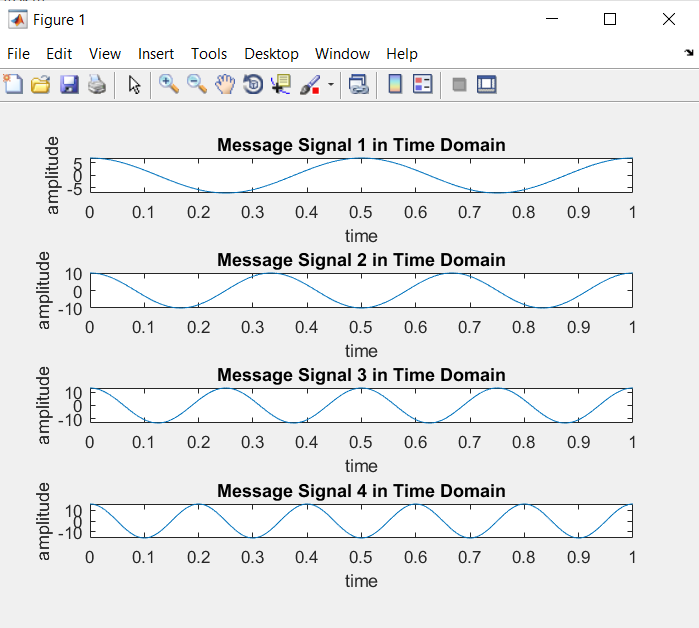 Figure 1
File Edit View Insert Tools Desktop Window Help
Message Signal 1 in Time Domain
amplitude
5
0
-5
0 0.1 0.2 0.3 0.4 0.5 0.6 0.7 0.8 0.9 1
time
Message Signal 2 in Time Domain
amplitude
10
0
-10
0 0.1 0.2 0.3 0.4 0.5 0.6 0.7 0.8 0.9 1
time
Message Signal 3 in Time Domain
amplitude
10
0
-10
0 0.1 0.2 0.3 0.4 0.5 0.6 0.7 0.8 0.9 1
time
Message Signal 4 in Time Domain
amplitude
10
0
-10
0 0.1 0.2 0.3 0.4 0.5 0.6 0.7 0.8 0.9 1
time